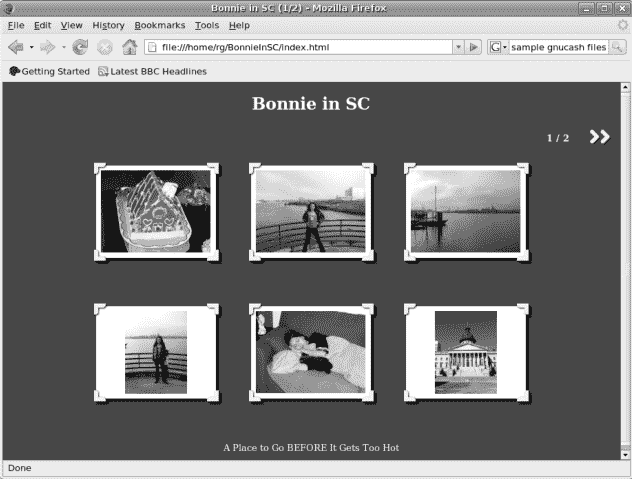 Bonnie in SC (1/2) - Mozilla Firefox
File Edit View History Bookmarks Tools Help
file:///home/rg/BonnieInSC/index.html
G sample gnucash files
Getting Started Latest BBC Headlines
Bonnie in SC
1 / 2
A Place to Go BEFORE It Gets Too Hot
Done